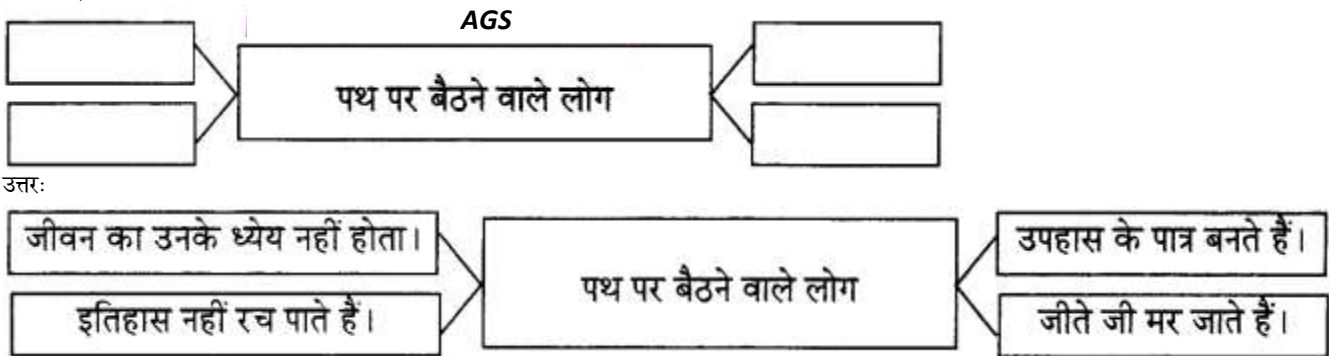 AGS
पथ पर बैठने वाले लोग
उत्तर:
जीवन का उनके ध्येय नहीं होता।
इतिहास नहीं रच पाते हैं।
पथ पर बैठने वाले लोग
उपहास के पात्र बनते हैं।
जीते जी मर जाते हैं।